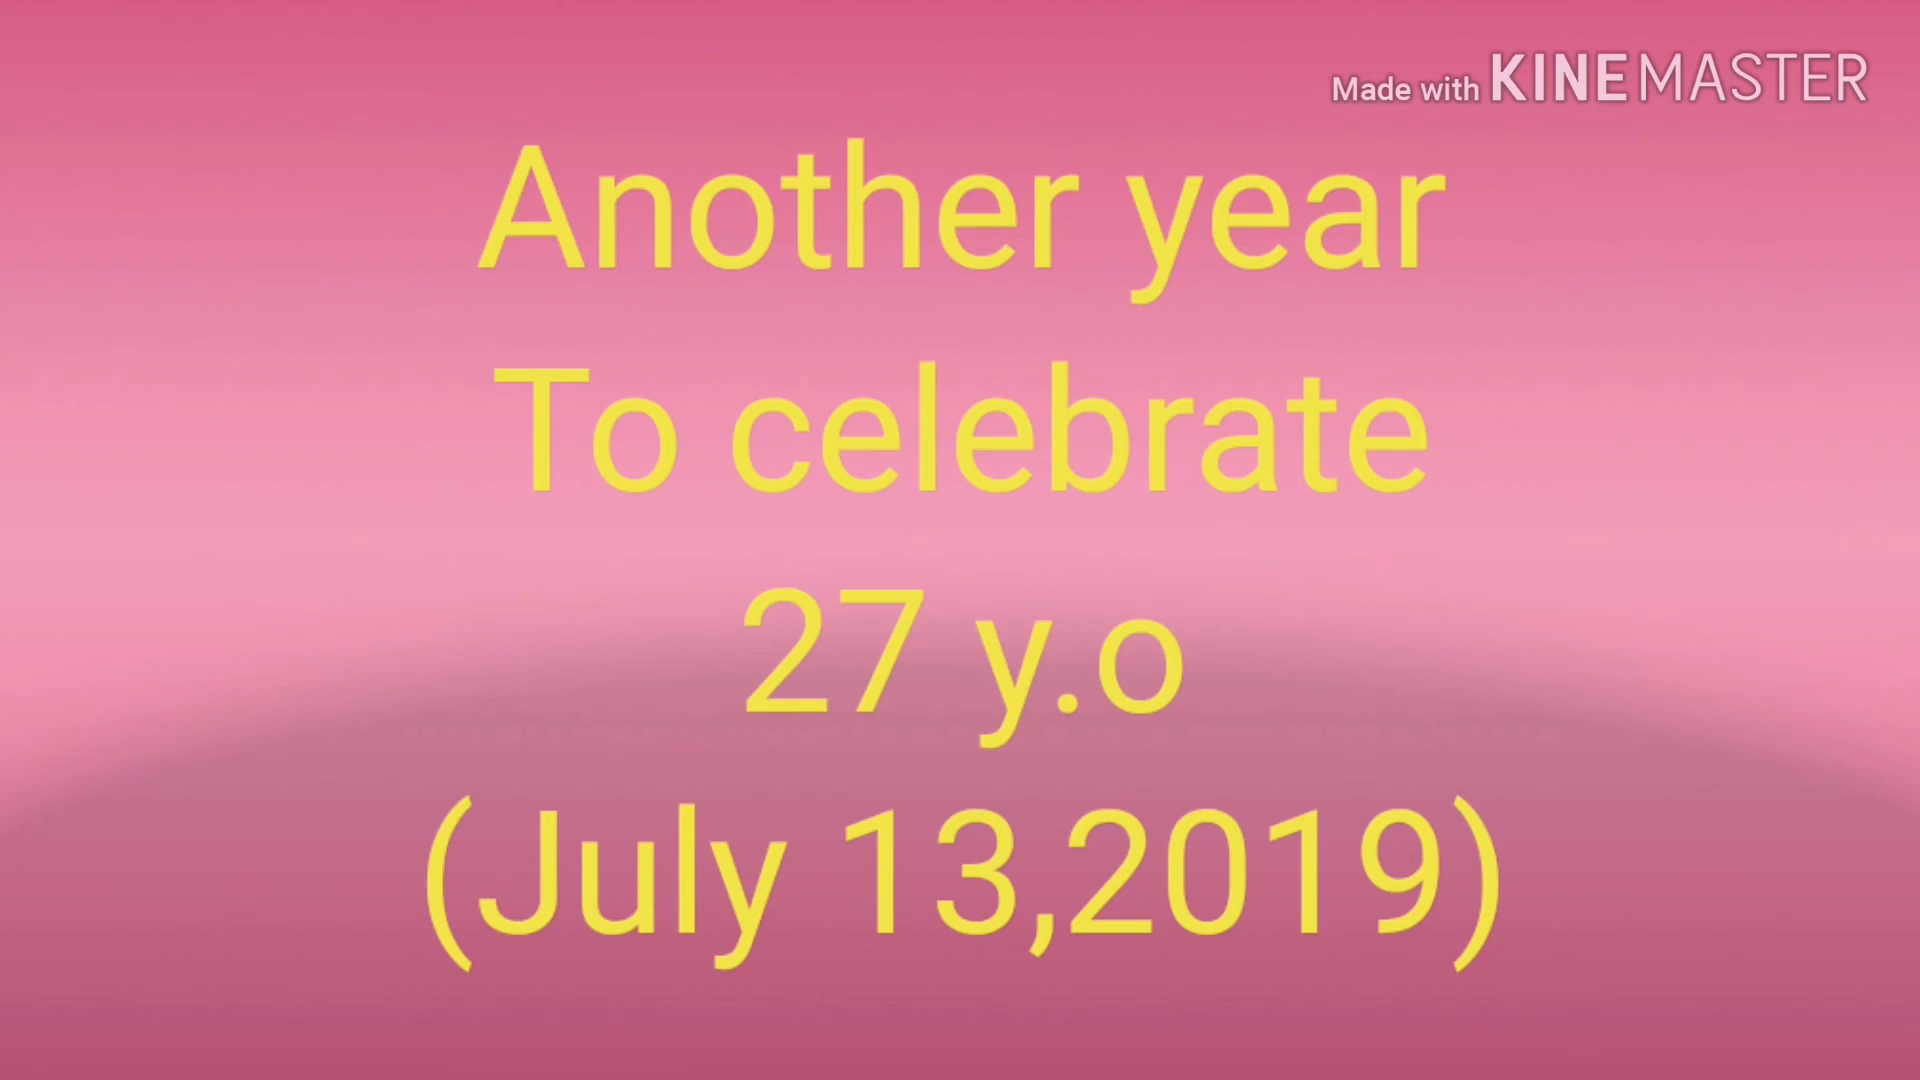 Made with KINEMASTER
Another year
To celebrate
27 y.o
(July 13,2019)